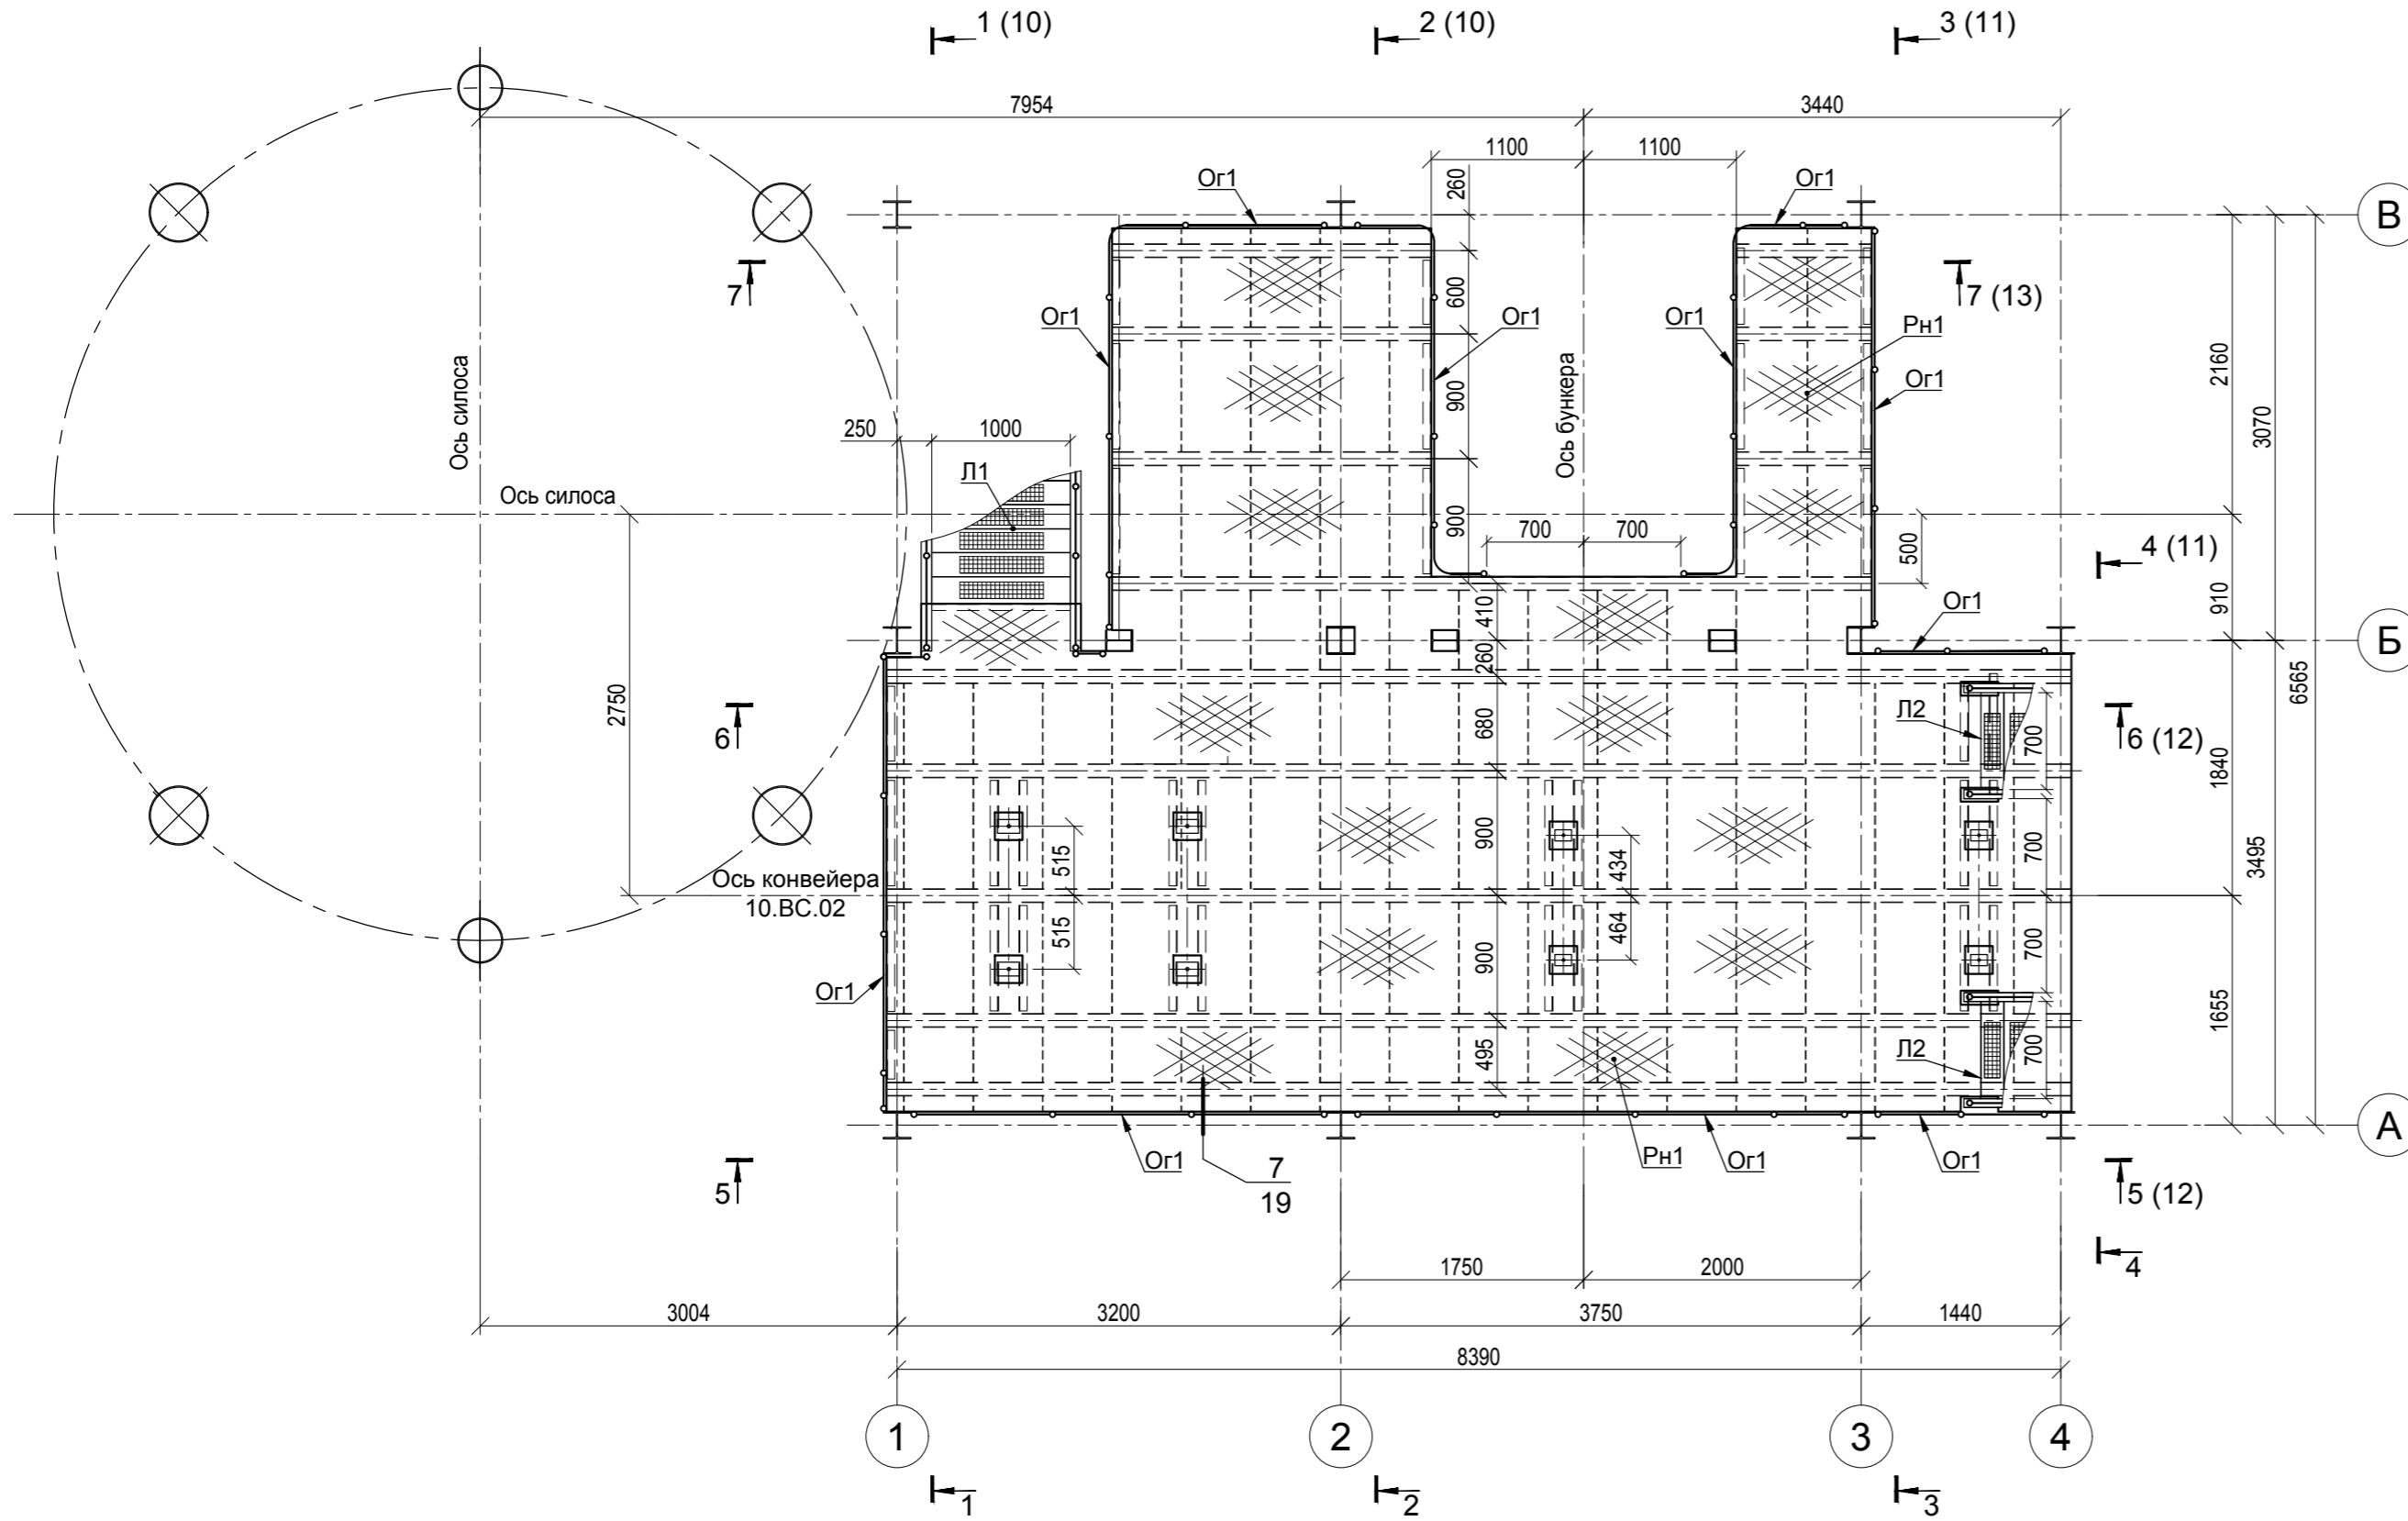 1 (10)
2 (10)
3 (11)
7954
3440
1100
1100
260
Ог1
Ог1
В
7
7 (13)
600
Ог1
Ог1
Ог1
Рн1
Ог1
Ось силоса
Ось бункера
900
2160
3070
250
1000
Л1
Ось силоса
900
700
700
500
4 (11)
410
910
Ог1
Б
260
6565
2750
6
680
Л2
700
6 (12)
1840
515
900
434
700
3495
Ось конвейера
10.ВС.02
515
900
464
700
Ог1
1655
495
Л2
700
А
Ог1
7
19
Рн1
Ог1
Ог1
5
5 (12)
4
1750
2000
3004
3200
3750
1440
8390
1
2
3
4
1
2
3